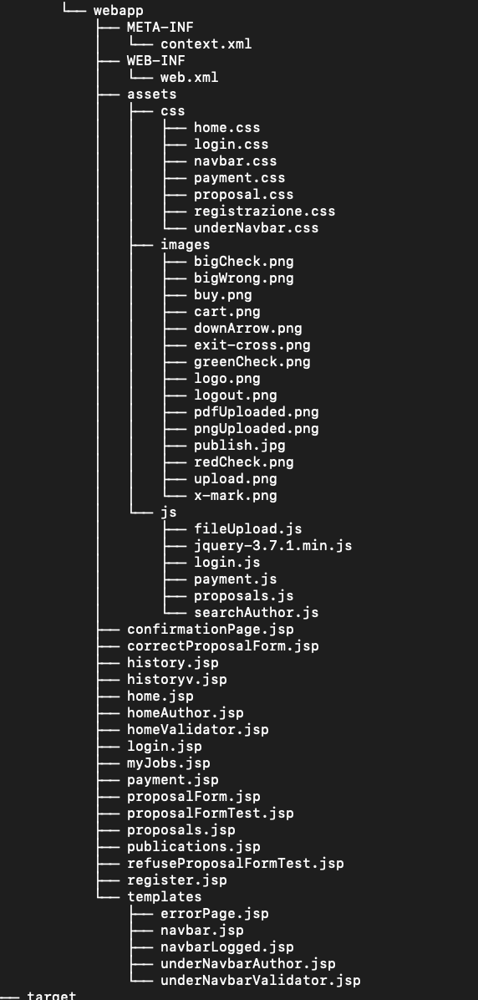 └── webapp
├── META-INF
│   └── context.xml
├── WEB-INF
│   └── web.xml
├── assets
│   ├── css
│   │   ├── home.css
│   │   ├── login.css
│   │   ├── navbar.css
│   │   ├── payment.css
│   │   ├── proposal.css
│   │   ├── registrazione.css
│   │   └── underNavbar.css
│   ├── images
│   │   ├── bigCheck.png
│   │   ├── bigWrong.png
│   │   ├── buy.png
│   │   ├── cart.png
│   │   ├── downArrow.png
│   │   ├── exit-cross.png
│   │   ├── greenCheck.png
│   │   ├── logo.png
│   │   ├── logout.png
│   │   ├── pdfUploaded.png
│   │   ├── pngUploaded.png
│   │   ├── publish.jpg
│   │   ├── redCheck.png
│   │   ├── upload.png
│   │   └── x-mark.png
│   └── js
│       ├── fileUpload.js
│       ├── jquery-3.7.1.min.js
│       ├── login.js
│       ├── payment.js
│       ├── proposals.js
│       └── searchAuthor.js
├── confirmationPage.jsp
├── correctProposalForm.jsp
├── history.jsp
├── historyv.jsp
├── home.jsp
├── homeAuthor.jsp
├── homeValidator.jsp
├── login.jsp
├── myJobs.jsp
├── payment.jsp
├── proposalForm.jsp
├── proposalFormTest.jsp
├── proposals.jsp
├── publications.jsp
├── refuseProposalFormTest.jsp
├── register.jsp
└── templates
    ├── errorPage.jsp
    ├── navbar.jsp
    ├── navbarLogged.jsp
    ├── underNavbarAuthor.jsp
    └── underNavbarValidator.jsp
── target